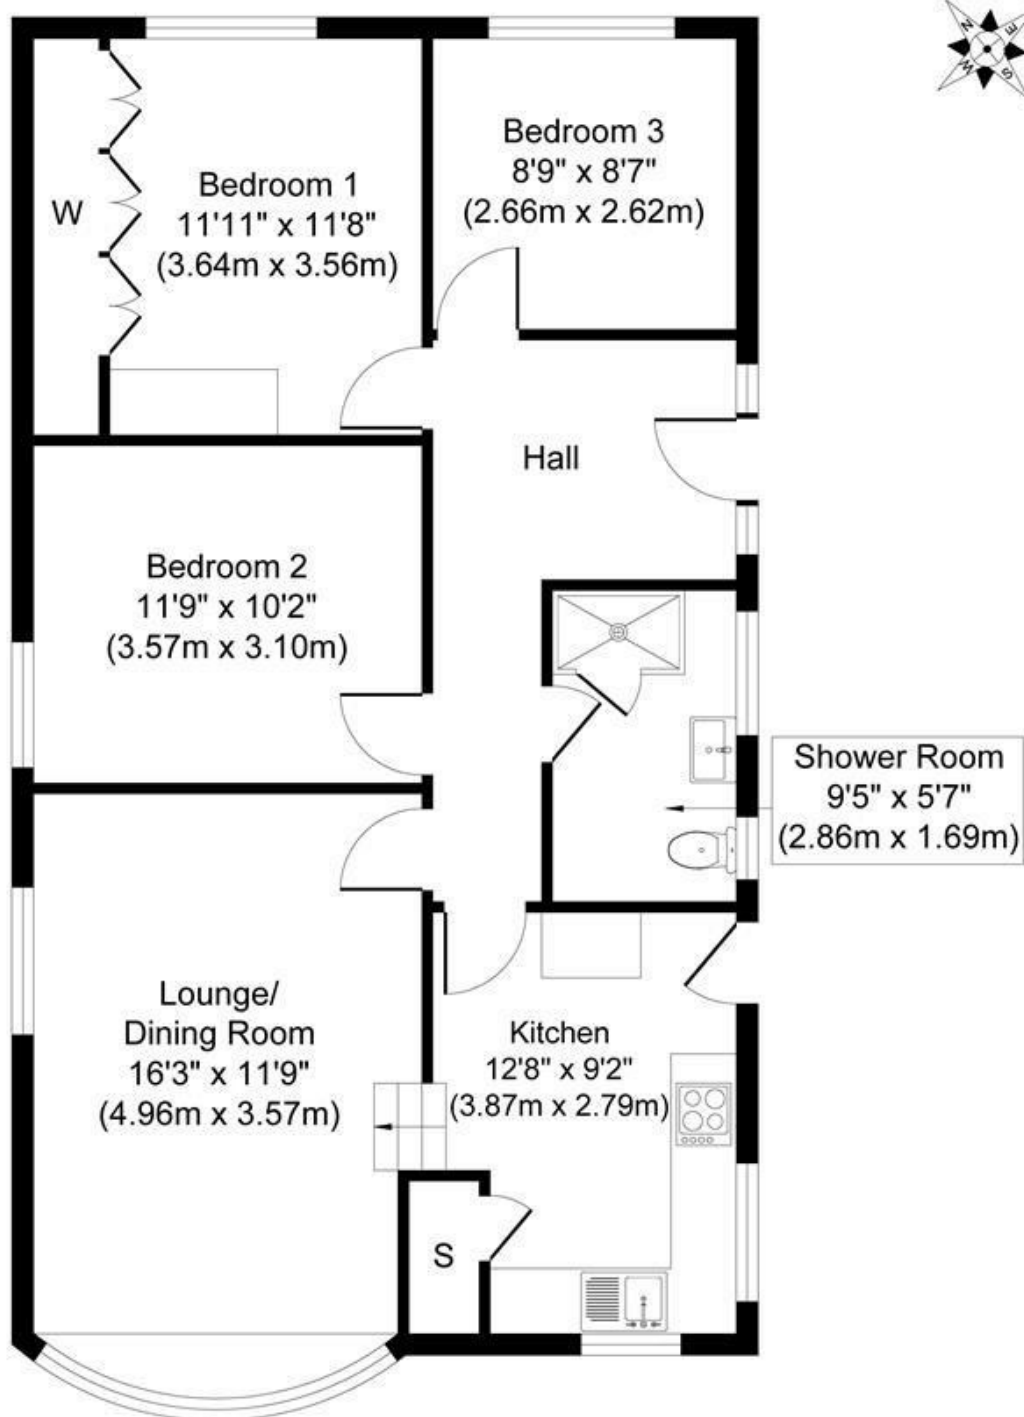 N
E
W
S
Bedroom 3
8'9" x 8'7"
(2.66m x 2.62m)
Bedroom 1
11'11" x 11'8"
(3.64m x 3.56m)
W
Hall
Bedroom 2
11'9" x 10'2"
(3.57m x 3.10m)
Shower Room
9'5" x 5'7"
(2.86m x 1.69m)
Lounge/
Dining Room
16'3" x 11'9"
(4.96m x 3.57m)
Kitchen
12'8" x 9'2"
(3.87m x 2.79m)
S